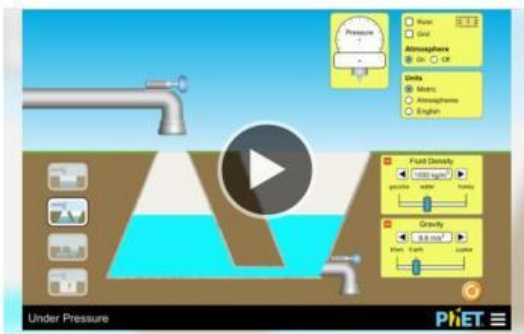 Pressure
Ruler
Grid
Atmosphere
On Off
Units
Metric
Atmospheres
English
Fluid Density
1000 kg/m³
gasoline water honey
Gravity
9.8 m/s²
Mars Earth Jupiter
Under Pressure
PhET